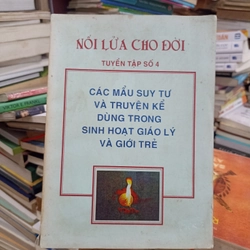 NỐI LỬA CHO ĐỜI
TUYỂN TẬP SỐ 4
CÁC MẨU SUY TƯ
VÀ TRUYỆN KỂ
DÙNG TRONG
SINH HOẠT GIÁO LÝ
VÀ GIỚI TRẺ